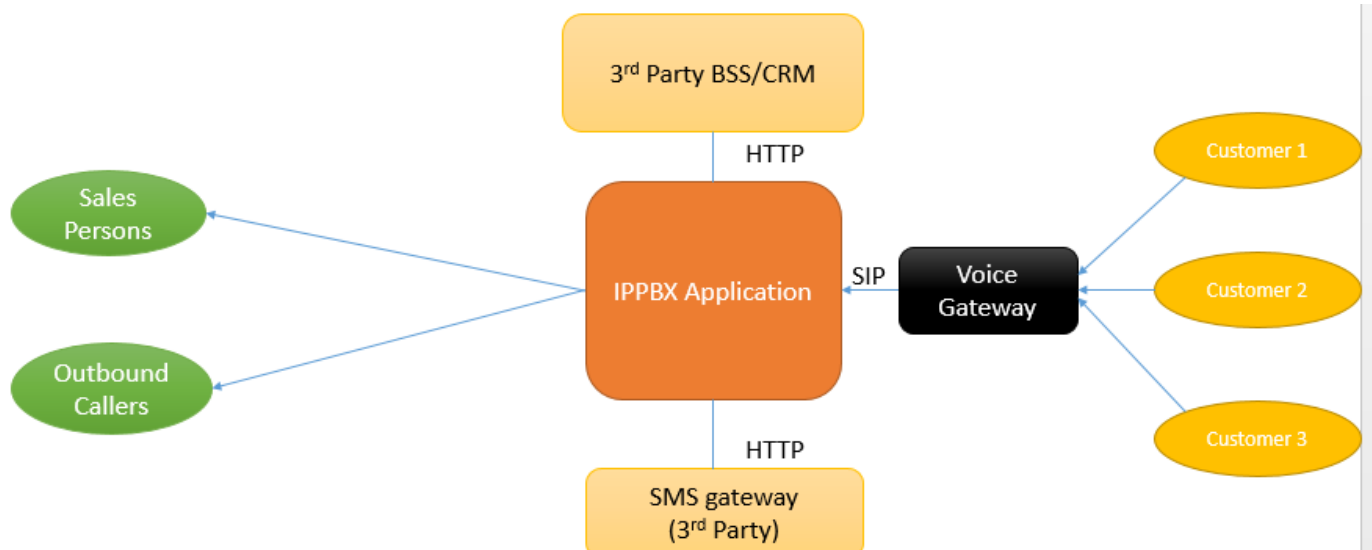 3rd Party BSS/CRM
HTTP
Customer 1
Sales
Persons
IPPBX Application
SIP
Voice
Gateway
Customer 2
Outbound
Callers
Customer 3
HTTP
SMS gateway
(3rd Party)